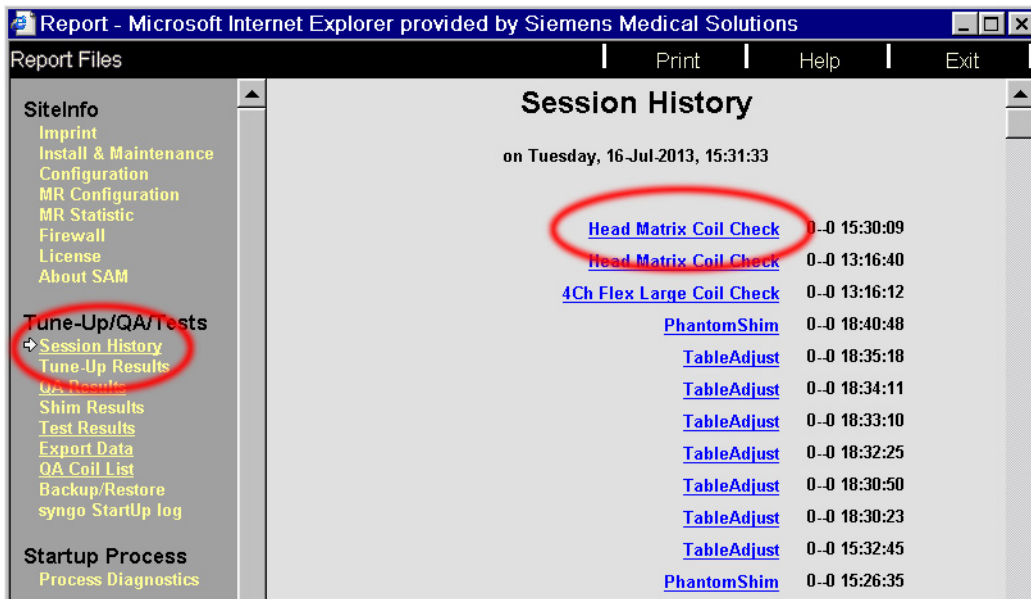 Report - Microsoft Internet Explorer provided by Siemens Medical Solutions
Report Files
Print
Help
Exit
SiteInfo
Imprint
Install & Maintenance
Configuration
MR Configuration
MR Statistic
Firewall
License
About SAM
Tune-Up/QA/Tests
Session History
Tune-Up Results
QA Results
Shim Results
Test Results
Export Data
QA Coil List
Backup/Restore
syngo StartUp log
Startup Process
Process Diagnostics
Session History
on Tuesday, 16-Jul-2013, 15:31:33
Head Matrix Coil Check 0--0 15:30:09
Head Matrix Coil Check 0--0 13:16:40
4Ch Flex Large Coil Check 0--0 13:16:12
PhantomShim 0--0 18:40:48
TableAdjust 0--0 18:35:18
TableAdjust 0--0 18:34:11
TableAdjust 0--0 18:33:10
TableAdjust 0--0 18:32:25
TableAdjust 0--0 18:30:50
TableAdjust 0--0 18:30:23
TableAdjust 0--0 15:32:45
PhantomShim 0--0 15:26:35